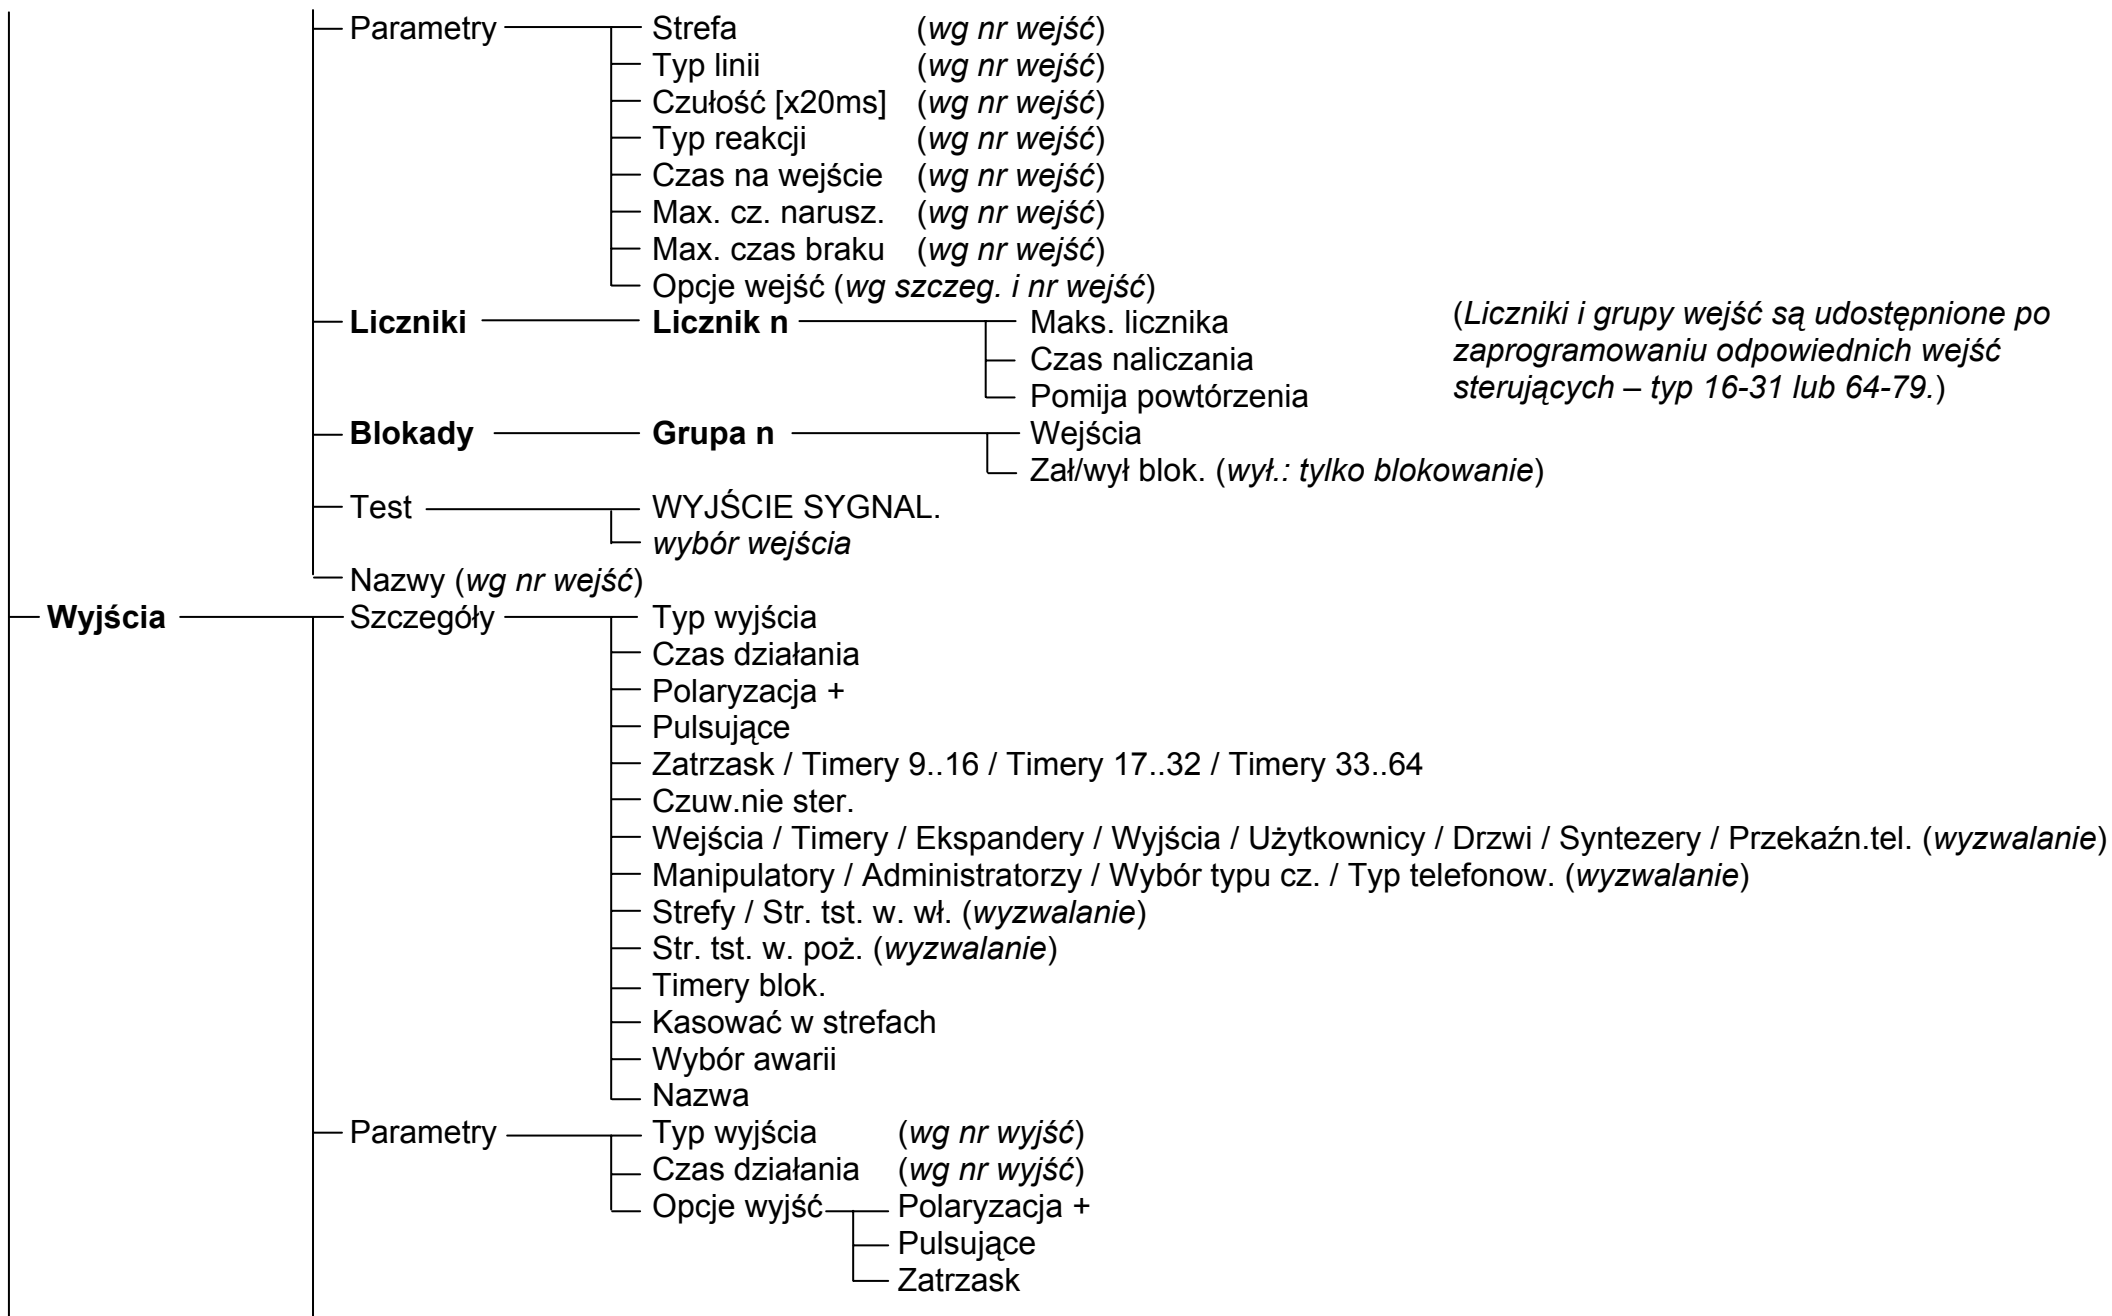 Parametry Strefa (wg nr wejść)
Typ linii (wg nr wejść)
Czułość [x20ms] (wg nr wejść)
Typ reakcji (wg nr wejść)
Czas na wejście (wg nr wejść)
Max. cz. narusz. (wg nr wejść)
Max. czas braku (wg nr wejść)
Opcje wejść (wg szczeg. i nr wejść)
Liczniki Licznik n Maks. licznika
Czas naliczania
Pomija powtórzenia
(Liczniki i grupy wejść są udostępnione po
zaprogramowaniu odpowiednich wejść
sterujących – typ 16-31 lub 64-79.)
Blokady Grupa n Wejścia
Zał/wył blok. (wył.: tylko blokowanie)
Test WYJŚCIE SYGNAL.
wybór wejścia
Nazwy (wg nr wejść)
Wyjścia Szczegóły Typ wyjścia
Czas działania
Polaryzacja +
Pulsujące
Zatrzask / Timery 9..16 / Timery 17..32 / Timery 33..64
Czuw.nie ster.
Wejścia / Timery / Ekspandery / Wyjścia / Użytkownicy / Drzwi / Syntezery / Przekaźn.tel. (wyzwalanie)
Manipulatory / Administratorzy / Wybór typu cz. / Typ telefonow. (wyzwalanie)
Strefy / Str. tst. w. wł. (wyzwalanie)
Str. tst. w. poż. (wyzwalanie)
Timery blok.
Kasować w strefach
Wybór awarii
Nazwa
Parametry Typ wyjścia (wg nr wyjść)
Czas działania (wg nr wyjść)
Opcje wyjść Polaryzacja +
Pulsujące
Zatrzask